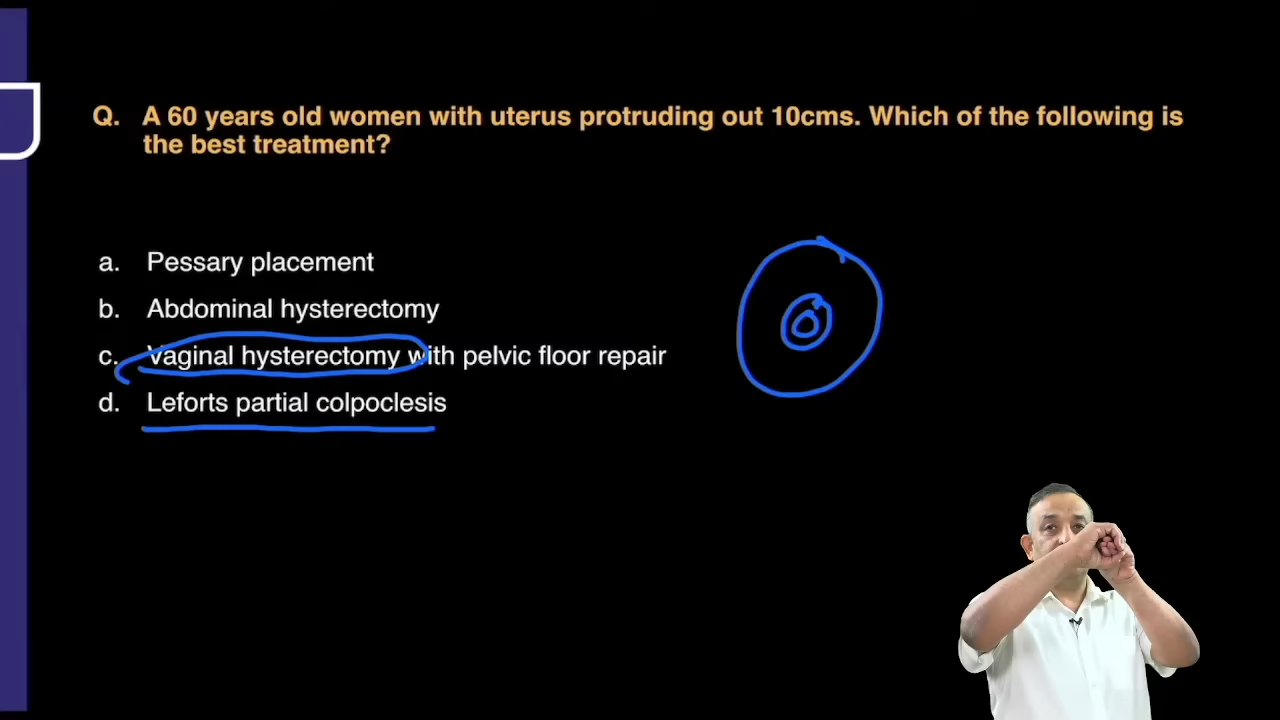 Q. A 60 years old women with uterus protruding out 10cms. Which of the following is
the best treatment?
a. Pessary placement
b. Abdominal hysterectomy
c. Vaginal hysterectomy with pelvic floor repair
d. Leforts partial colpoclesis